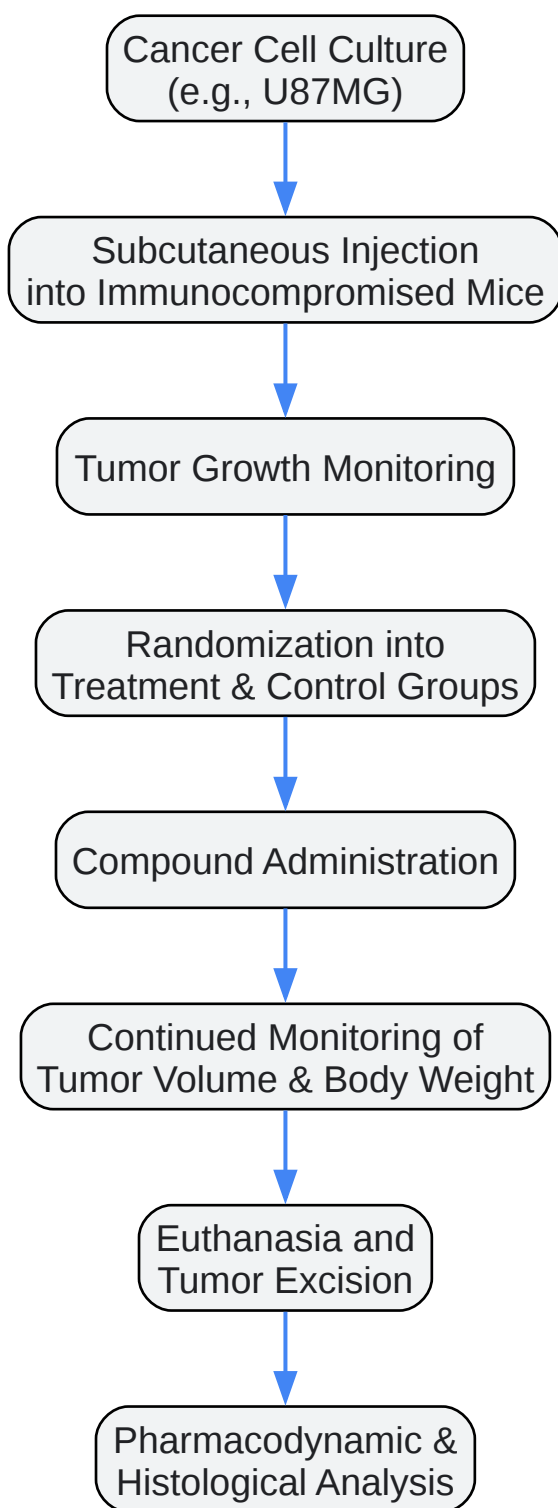 Cancer Cell Culture
(e.g., U87MG)
Subcutaneous Injection
into Immunocompromised Mice
Tumor Growth Monitoring
Randomization into
Treatment & Control Groups
Compound Administration
Continued Monitoring of
Tumor Volume & Body Weight
Euthanasia and
Tumor Excision
Pharmacodynamic &
Histological Analysis